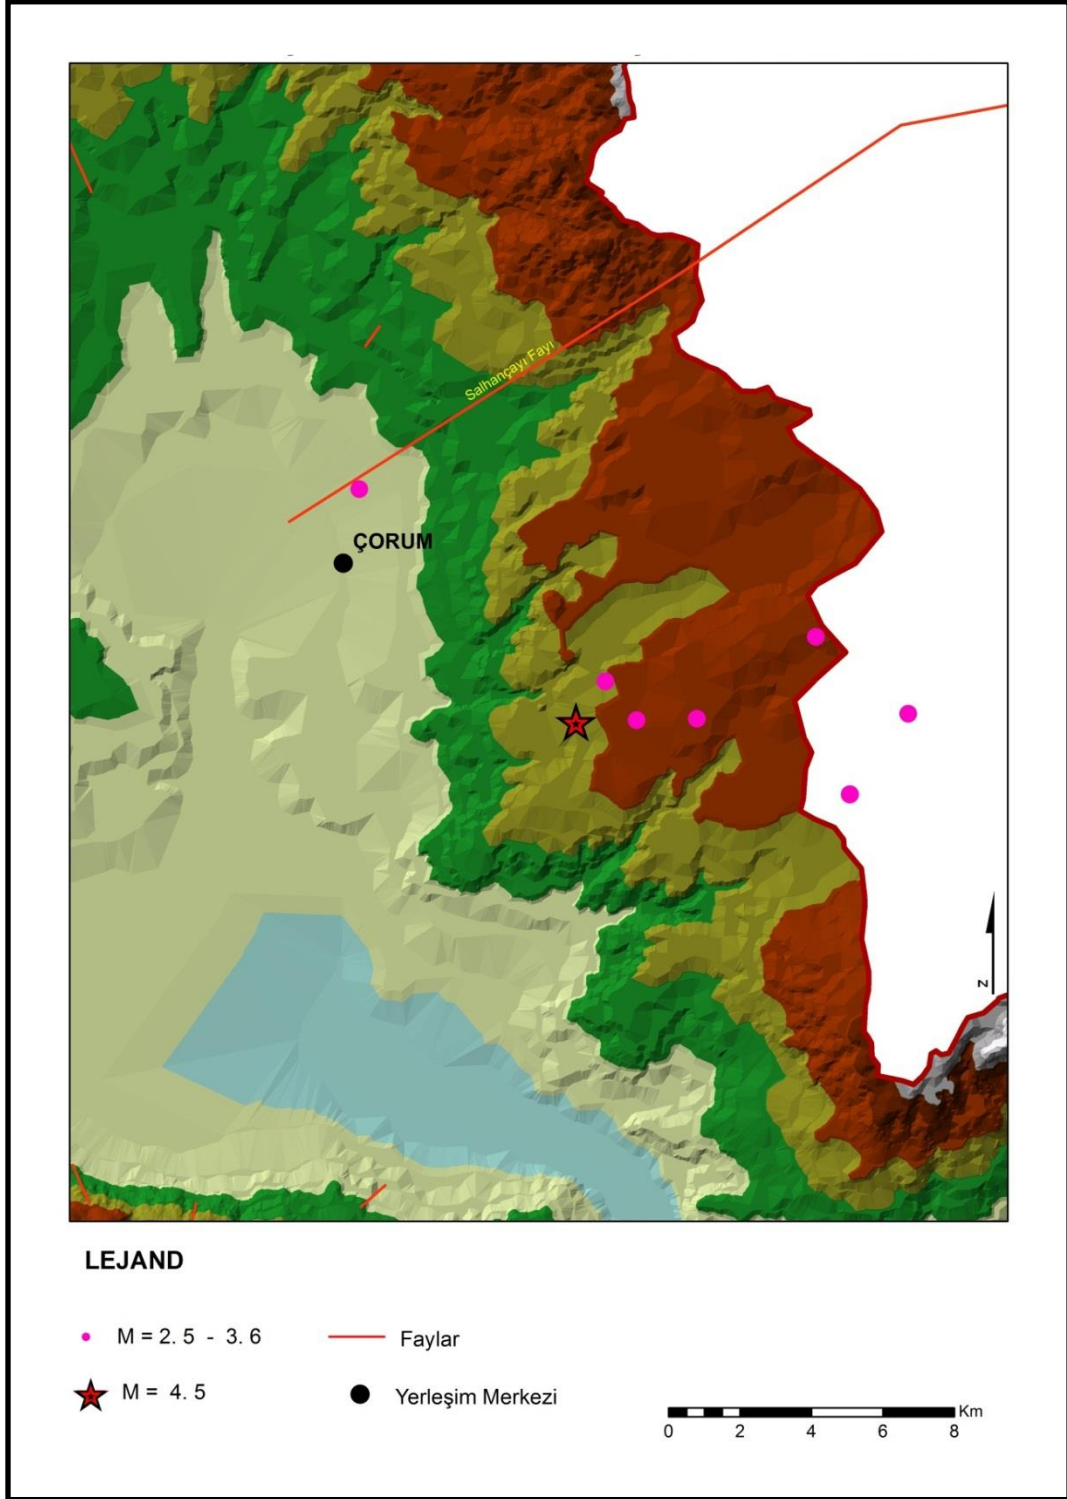 Salhançayı Fayı
ÇORUM
N
LEJAND
M = 2. 5 - 3. 6
Faylar
M = 4. 5
Yerleşim Merkezi
Km
0 2 4 6 8